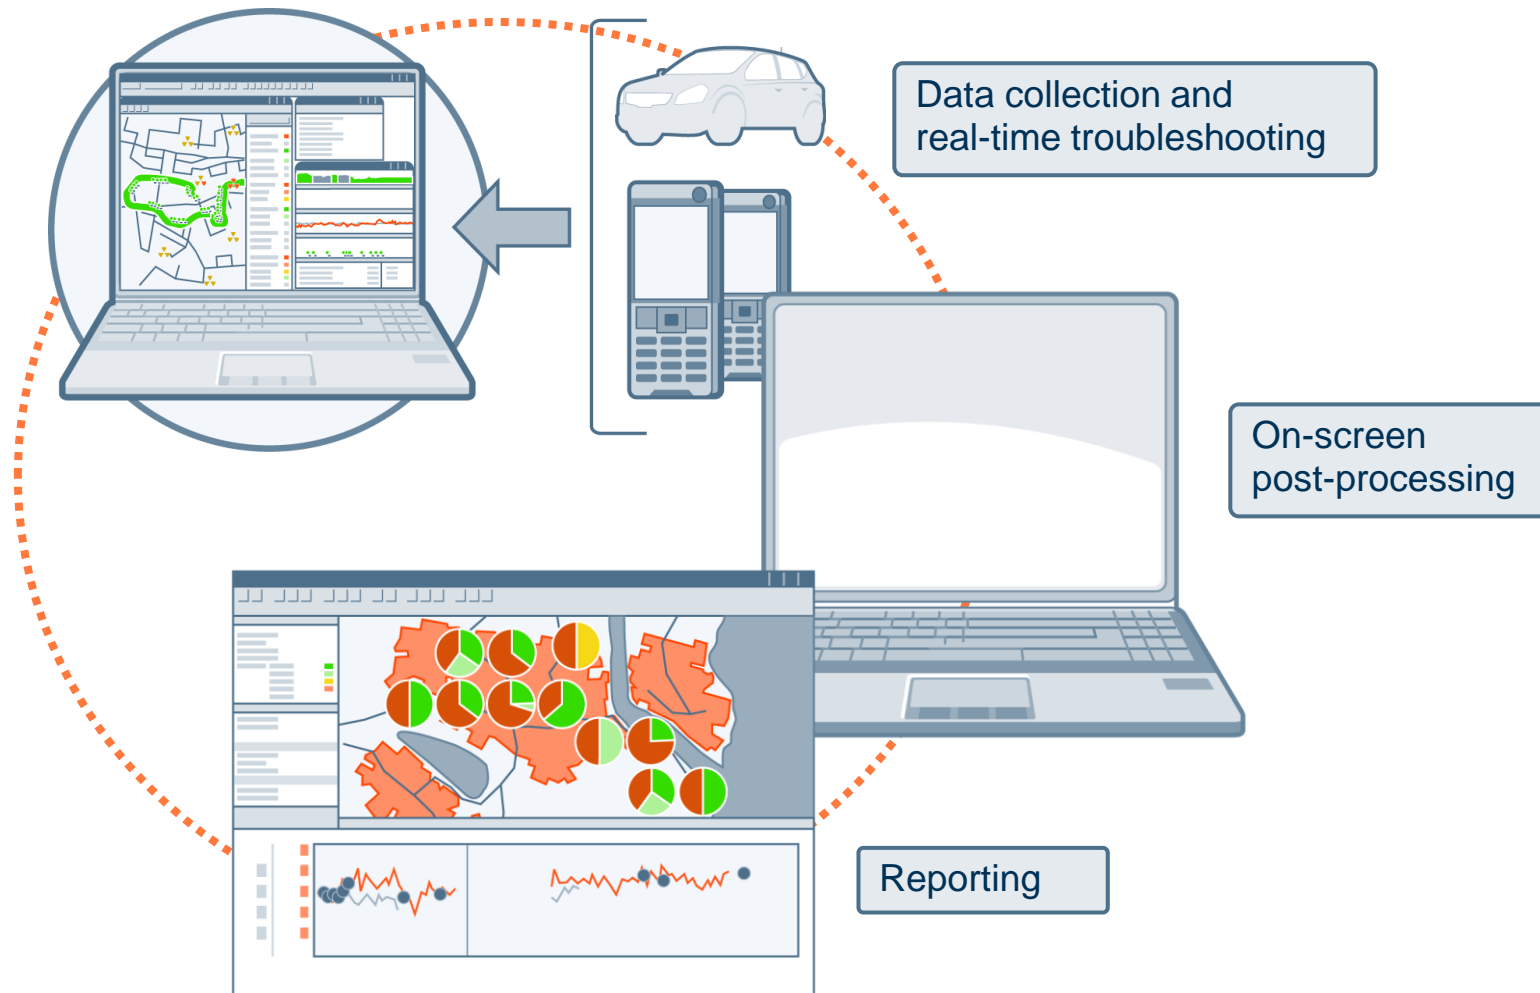 Data collection and
real-time troubleshooting
On-screen
post-processing
Reporting